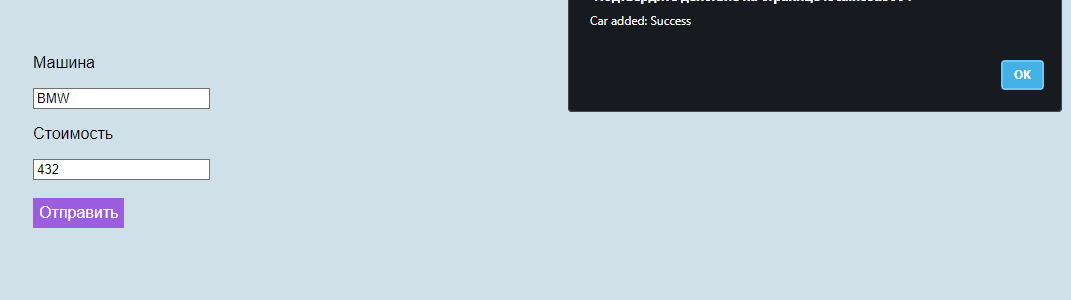 Car added: Success
OK
Машина
BMW
Стоимость
432
Отправить